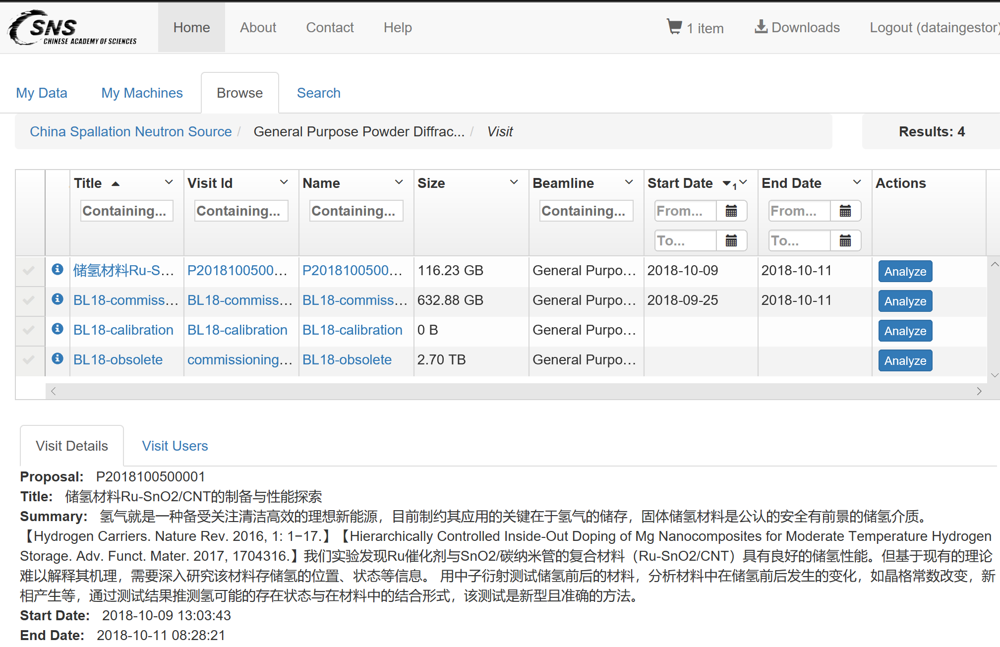 CSNS
CHINESE ACADEMY OF SCIENCES
Home About Contact Help 1 item Downloads Logout (dataingestor)
My Data My Machines Browse Search
China Spallation Neutron Source / General Purpose Powder Diffrac... / Visit Results: 4
Title Visit Id Name Size Beamline Start Date 1 End Date Actions
Containing... Containing... Containing... Containing... From... From...
To... To...
储氢材料Ru-S... P2018100500... P2018100500... 116.23 GB General Purpo... 2018-10-09 2018-10-11 Analyze
BL18-commiss... BL18-commiss... BL18-commiss... 632.88 GB General Purpo... 2018-09-25 2018-10-11 Analyze
BL18-calibration BL18-calibration BL18-calibration 0 B General Purpo... Analyze
BL18-obsolete commissioning... BL18-obsolete 2.70 TB General Purpo... Analyze
Visit Details Visit Users
Proposal: P2018100500001
Title: 储氢材料Ru-SnO2/CNT的制备与性能探索
Summary: 氢气就是一种备受关注清洁高效的理想新能源，目前制约其应用的关键在于氢气的储存，固体储氢材料是公认的安全有前景的储氢介质。
【Hydrogen Carriers. Nature Rev. 2016, 1: 1−17.】【Hierarchically Controlled Inside-Out Doping of Mg Nanocomposites for Moderate Temperature Hydrogen
Storage. Adv. Funct. Mater. 2017, 1704316.】我们实验发现Ru催化剂与SnO2/碳纳米管的复合材料（Ru-SnO2/CNT）具有良好的储氢性能。但基于现有的理论
难以解释其机理，需要深入研究该材料存储氢的位置、状态等信息。 用中子衍射测试储氢前后的材料，分析材料中在储氢前后发生的变化，如晶格常数改变，新
相产生等，通过测试结果推测氢可能的存在状态与在材料中的结合形式，该测试是新型且准确的方法。
Start Date: 2018-10-09 13:03:43
End Date: 2018-10-11 08:28:21